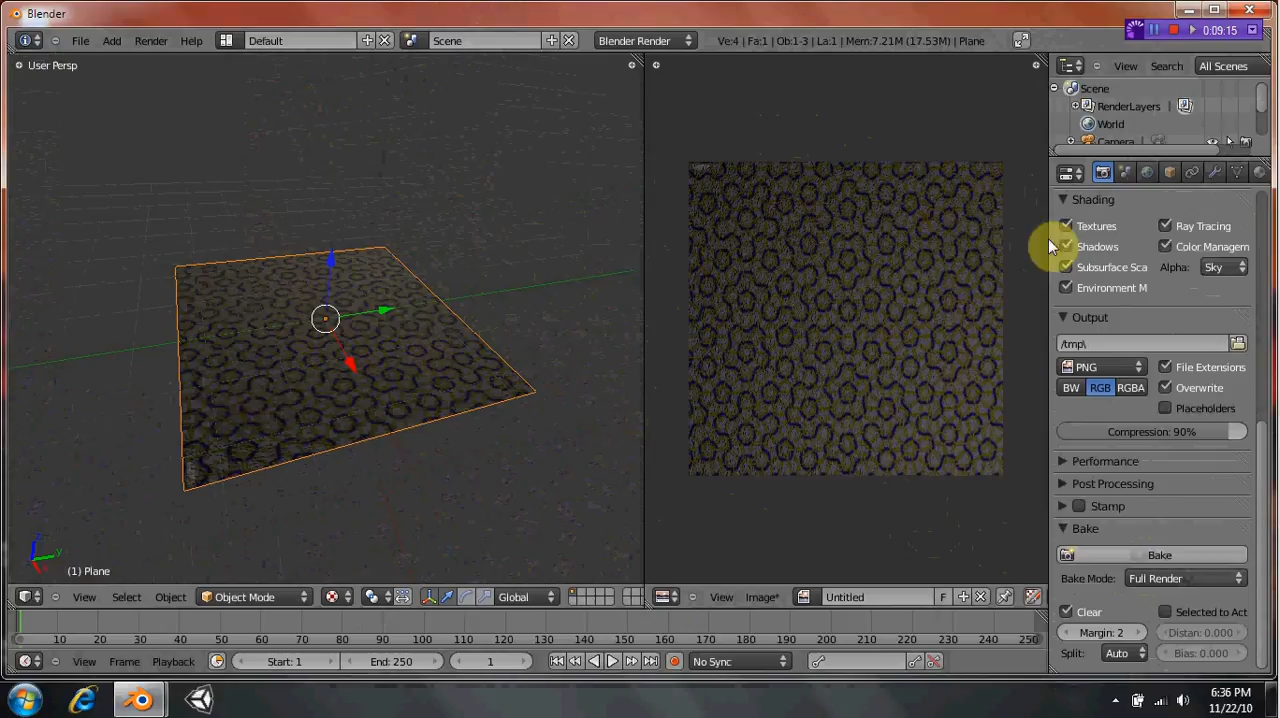 Blender
00:09:15
File Add Render Help Default Scene Blender Render Ve:4 | Fa:1 | Ob:1-3 | La:1 | Mem:7.21M (17.53M) | Plane
User Persp
View Search All Scenes
Scene
RenderLayers
World
Camera
Shading
Textures Ray Tracing
Shadows Color Managem
Subsurface Sca Alpha: Sky
Environment M
Output
/tmp\
PNG File Extensions
BW RGB RGBA Overwrite
Placeholders
Compression: 90%
Performance
Post Processing
Stamp
Bake
Bake
Bake Mode: Full Render
Clear Selected to Act
Margin: 2 Distan: 0.000
Split: Auto Bias: 0.000
Z
y
(1) Plane
View Select Object Object Mode Global
View Image* Untitled F
0 10 20 30 40 50 60 70 80 90 100 110 120 130 140 150 160 170 180 190 200 210 220 230 240 250
View Frame Playback Start: 1 End: 250 1 No Sync
6:36 PM
11/22/10